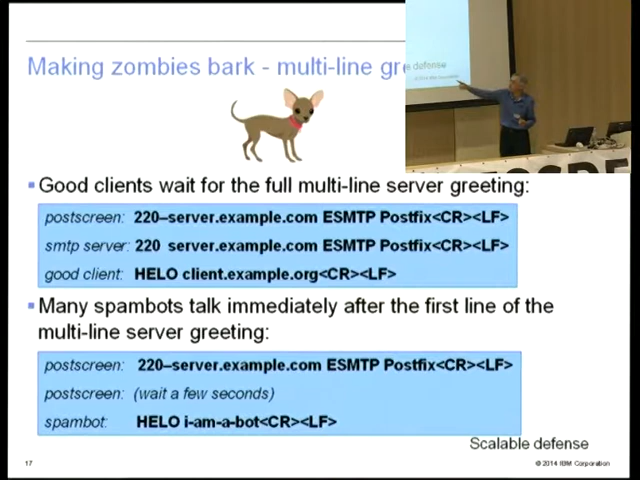 Making zombies bark - multi-line gre
e defense
Good clients wait for the full multi-line server greeting:
postscreen: 220–server.example.com ESMTP Postfix<CR><LF>
smtp server: 220 server.example.com ESMTP Postfix<CR><LF>
good client: HELO client.example.org<CR><LF>
Many spambots talk immediately after the first line of the
multi-line server greeting:
postscreen: 220–server.example.com ESMTP Postfix<CR><LF>
postscreen: (wait a few seconds)
spambot: HELO i-am-a-bot<CR><LF>
Scalable defense
17
© 2014 IBM Corporation